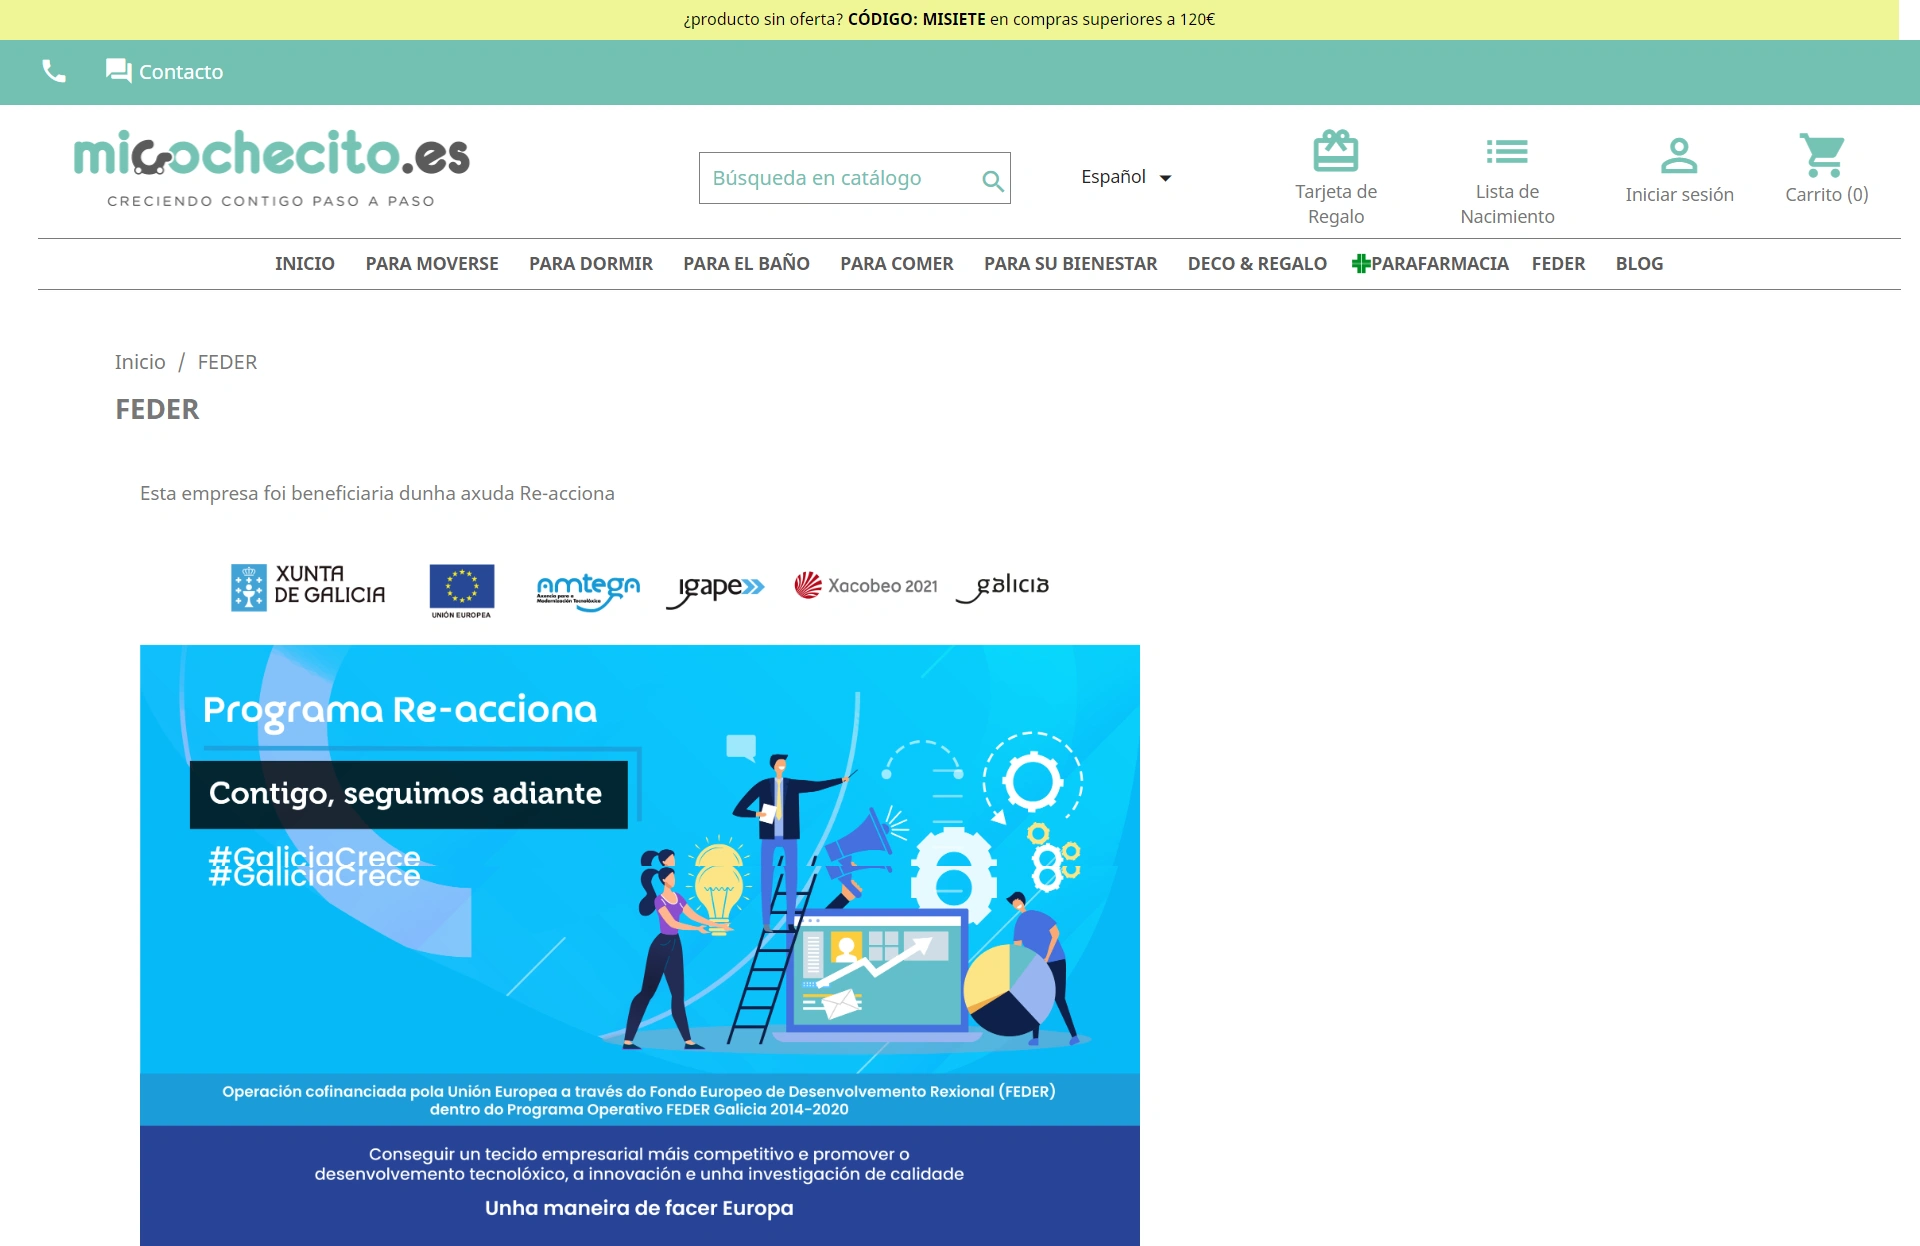 ¿producto sin oferta? CÓDIGO: MISIETE en compras superiores a 120€
Contacto
micochecito.es
CRECIENDO CONTIGO PASO A PASO
Búsqueda en catálogo
Español
Tarjeta de
Regalo
Lista de
Nacimiento
Iniciar sesión
Carrito (0)
INICIO PARA MOVERSE PARA DORMIR PARA EL BAÑO PARA COMER PARA SU BIENESTAR DECO & REGALO PARAFARMACIA FEDER BLOG
Inicio / FEDER
FEDER
Esta empresa foi beneficiaria dunha axuda Re-acciona
XUNTA
DE GALICIA
UNIÓN EUROPEA
amtega
Axencia para a
Modernización Tecnolóxica
igape
Xacobeo 2021
galicia
Programa Re-acciona
Contigo, seguimos adiante
#GaliciaCrece
#GaliciaCrece
Operación cofinanciada pola Unión Europea a través do Fondo Europeo de Desenvolvemento Rexional (FEDER)
dentro do Programa Operativo FEDER Galicia 2014-2020
Conseguir un tecido empresarial máis competitivo e promover o
desenvolvemento tecnolóxico, a innovación e unha investigación de calidade
Unha maneira de facer Europa